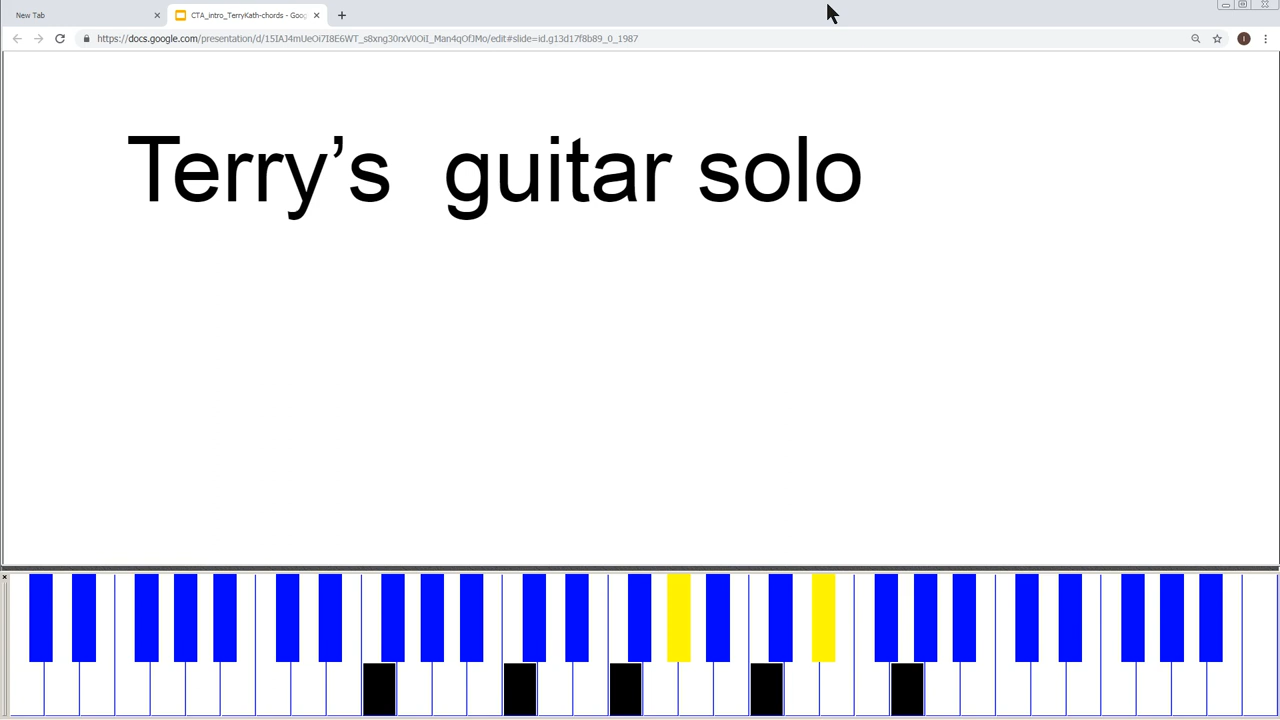 New Tab
CTA_intro_TerryKath-chords - Goo
https://docs.google.com/presentation/d/15IAJ4mUeOi7I8E6WT_s8xng30rxV0OiI_Man4qOfJMo/edit#slide=id.g13d17f8b89_0_1987
Terry’s guitar solo